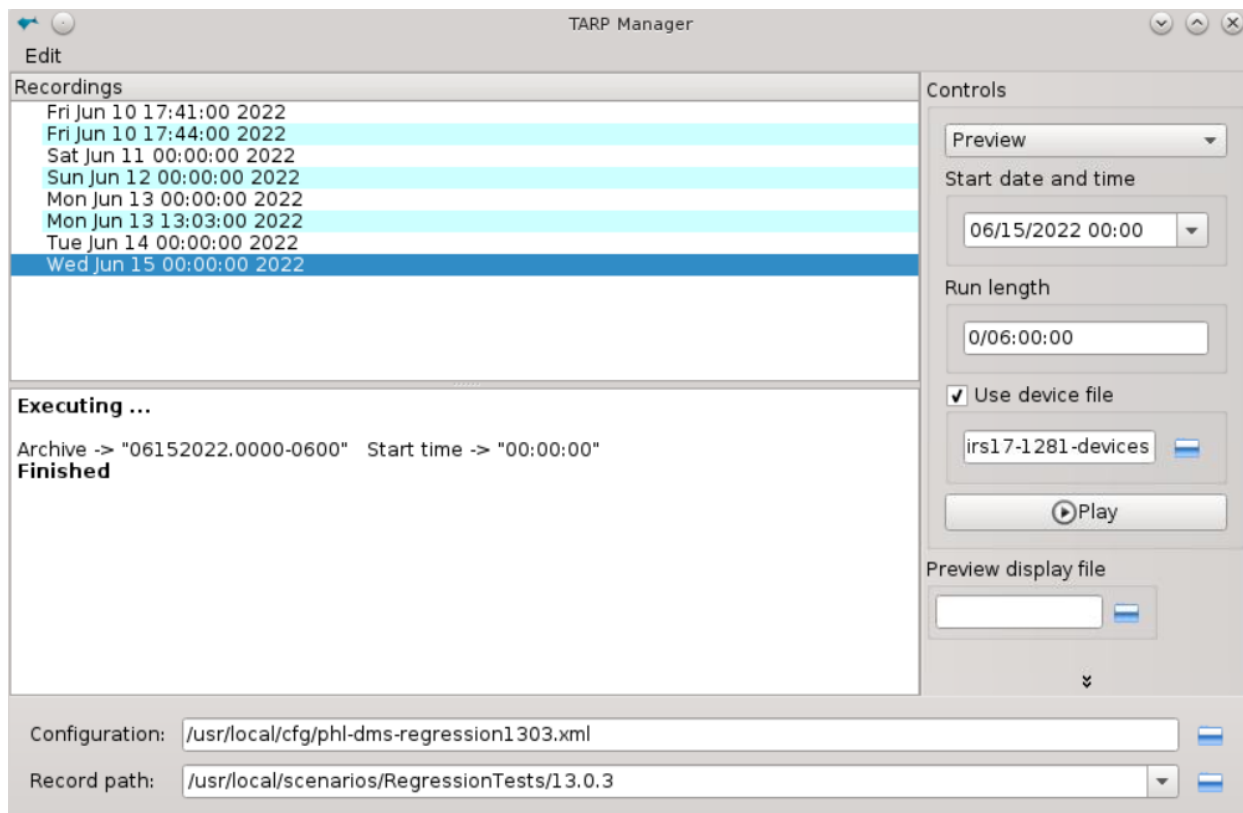 TARP Manager
Edit
Recordings
Fri Jun 10 17:41:00 2022
Fri Jun 10 17:44:00 2022
Sat Jun 11 00:00:00 2022
Sun Jun 12 00:00:00 2022
Mon Jun 13 00:00:00 2022
Mon Jun 13 13:03:00 2022
Tue Jun 14 00:00:00 2022
Wed Jun 15 00:00:00 2022
Executing ...
Archive -> "06152022.0000-0600"   Start time -> "00:00:00"
Finished
Controls
Preview
Start date and time
06/15/2022 00:00
Run length
0/06:00:00
Use device file
irs17-1281-devices
Play
Preview display file
Configuration: /usr/local/cfg/phl-dms-regression1303.xml
Record path: /usr/local/scenarios/RegressionTests/13.0.3